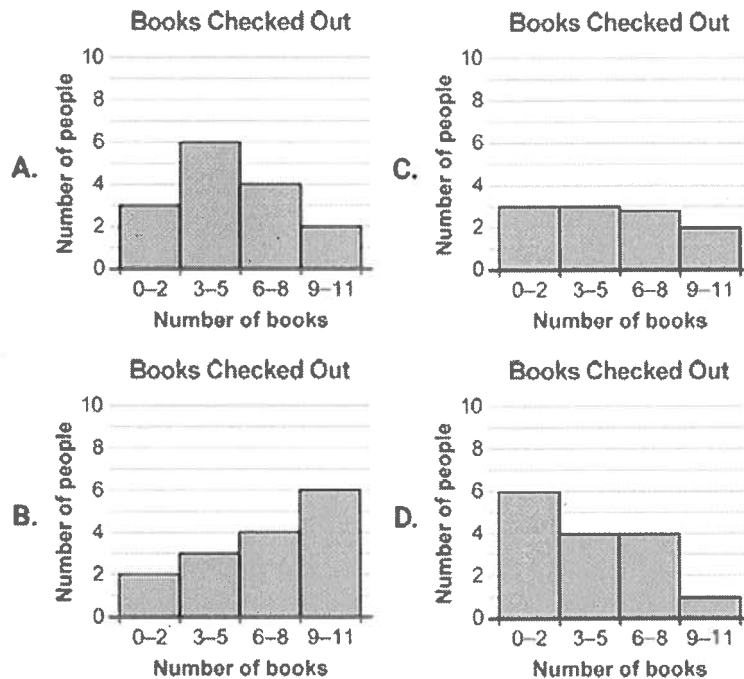 Books Checked Out
A.
Number of people
10
8
6
4
2
0
0–2 3–5 6–8 9–11
Number of books
Books Checked Out
C.
Number of people
10
8
6
4
2
0
0–2 3–5 6–8 9–11
Number of books
Books Checked Out
B.
Number of people
10
8
6
4
2
0
0–2 3–5 6–8 9–11
Number of books
Books Checked Out
D.
Number of people
10
8
6
4
2
0
0–2 3–5 6–8 9–11
Number of books